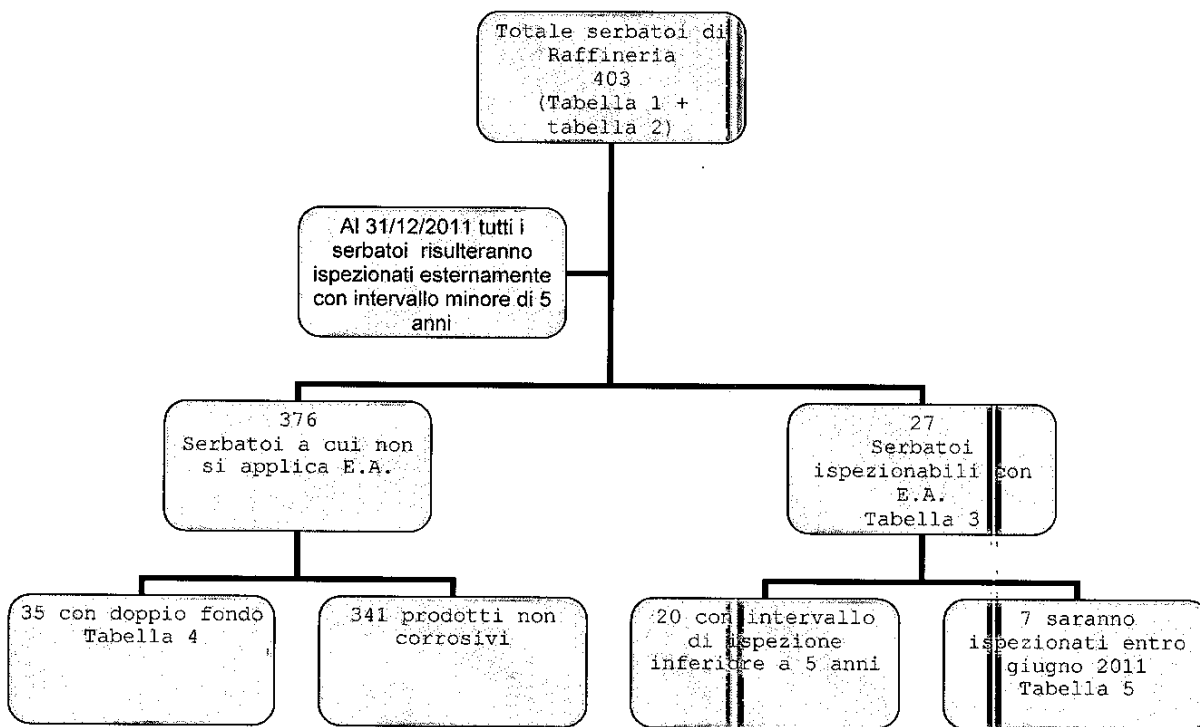 Totale serbatoi di
Raffineria
403
(Tabella 1 +
tabella 2)
Al 31/12/2011 tutti i
serbatoi risulteranno
ispezionati esternamente
con intervallo minore di 5
anni
376
Serbatoi a cui non
si applica E.A.
27
Serbatoi
ispezionabili con
E.A.
Tabella 3
35 con doppio fondo
Tabella 4
341 prodotti non
corrosivi
20 con intervallo
di ispezione
inferiore a 5 anni
7 saranno
ispezionati entro
giugno 2011
Tabella 5